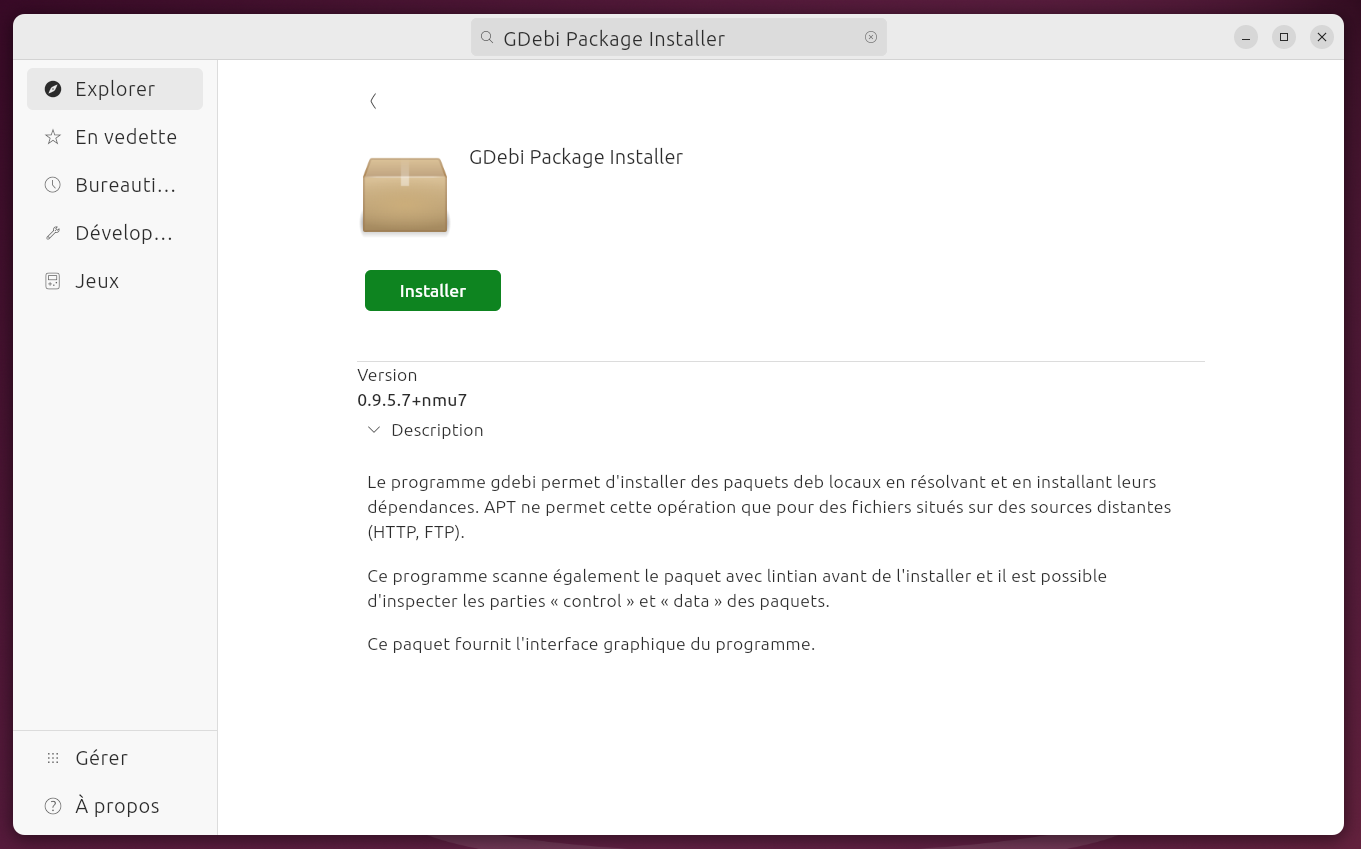 GDebi Package Installer
Explorer
En vedette
Bureauti...
Dévelop...
Jeux
Gérer
À propos
GDebi Package Installer
Installer
Version
0.9.5.7+nmu7
Description
Le programme gdebi permet d'installer des paquets deb locaux en résolvant et en installant leurs
dépendances. APT ne permet cette opération que pour des fichiers situés sur des sources distantes
(HTTP, FTP).
Ce programme scanne également le paquet avec lintian avant de l'installer et il est possible
d'inspecter les parties « control » et « data » des paquets.
Ce paquet fournit l'interface graphique du programme.